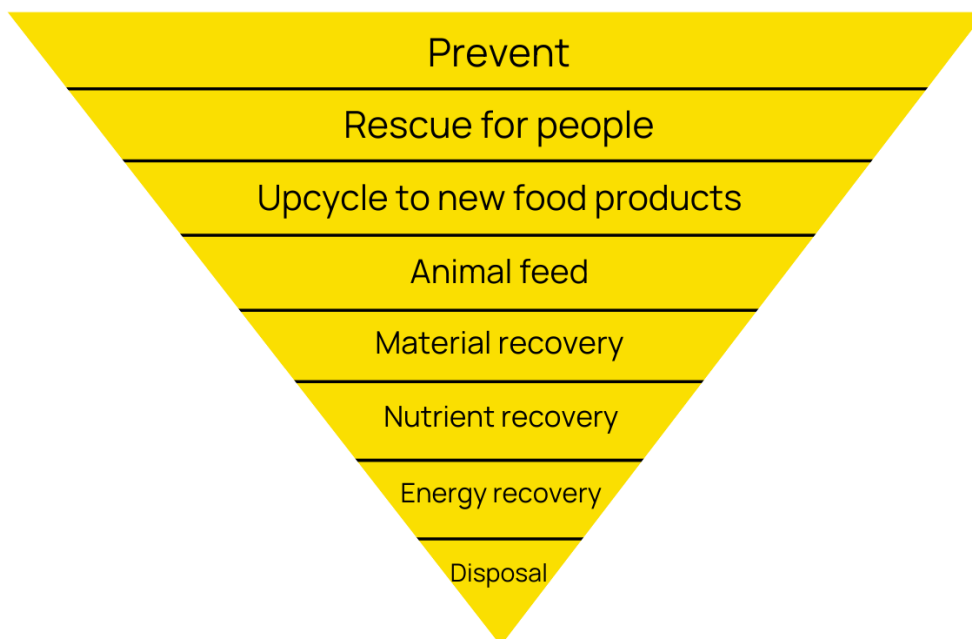 Prevent
Rescue for people
Upcycle to new food products
Animal feed
Material recovery
Nutrient recovery
Energy recovery
Disposal